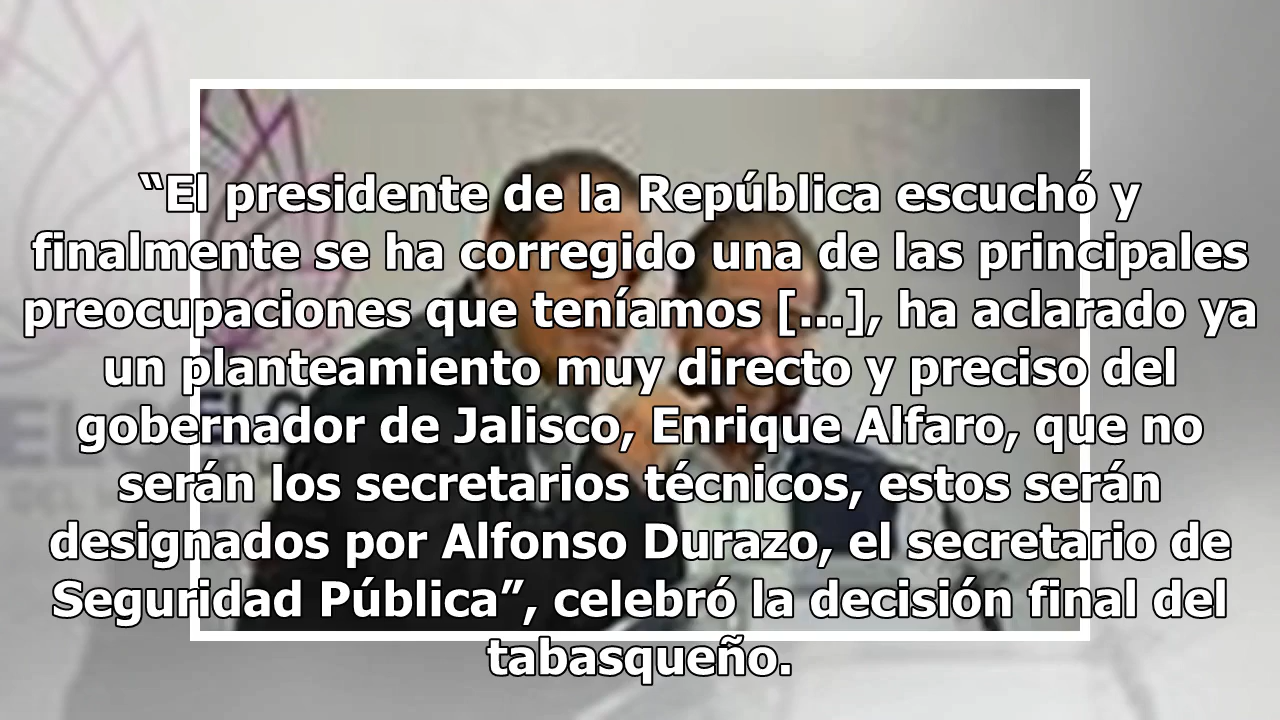 “El presidente de la República escuchó y
finalmente se ha corregido una de las principales
preocupaciones que teníamos [...], ha aclarado ya
un planteamiento muy directo y preciso del
gobernador de Jalisco, Enrique Alfaro, que no
serán los secretarios técnicos, estos serán
designados por Alfonso Durazo, el secretario de
Seguridad Pública”, celebró la decisión final del
tabasqueño.